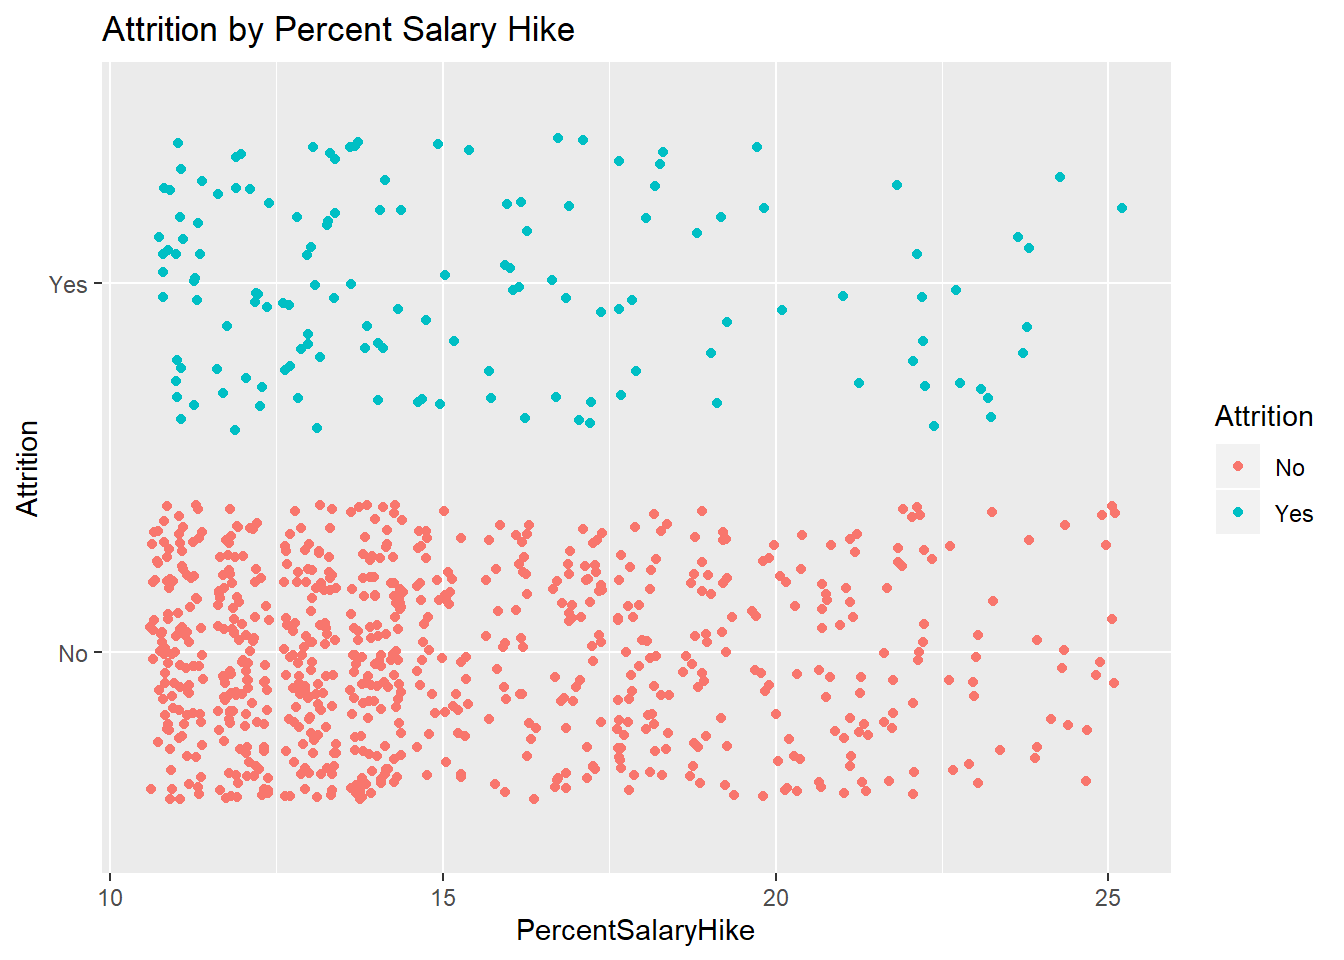 Attrition by Percent Salary Hike
Attrition
Yes
No
10
15
20
25
PercentSalaryHike
Attrition
No
Yes